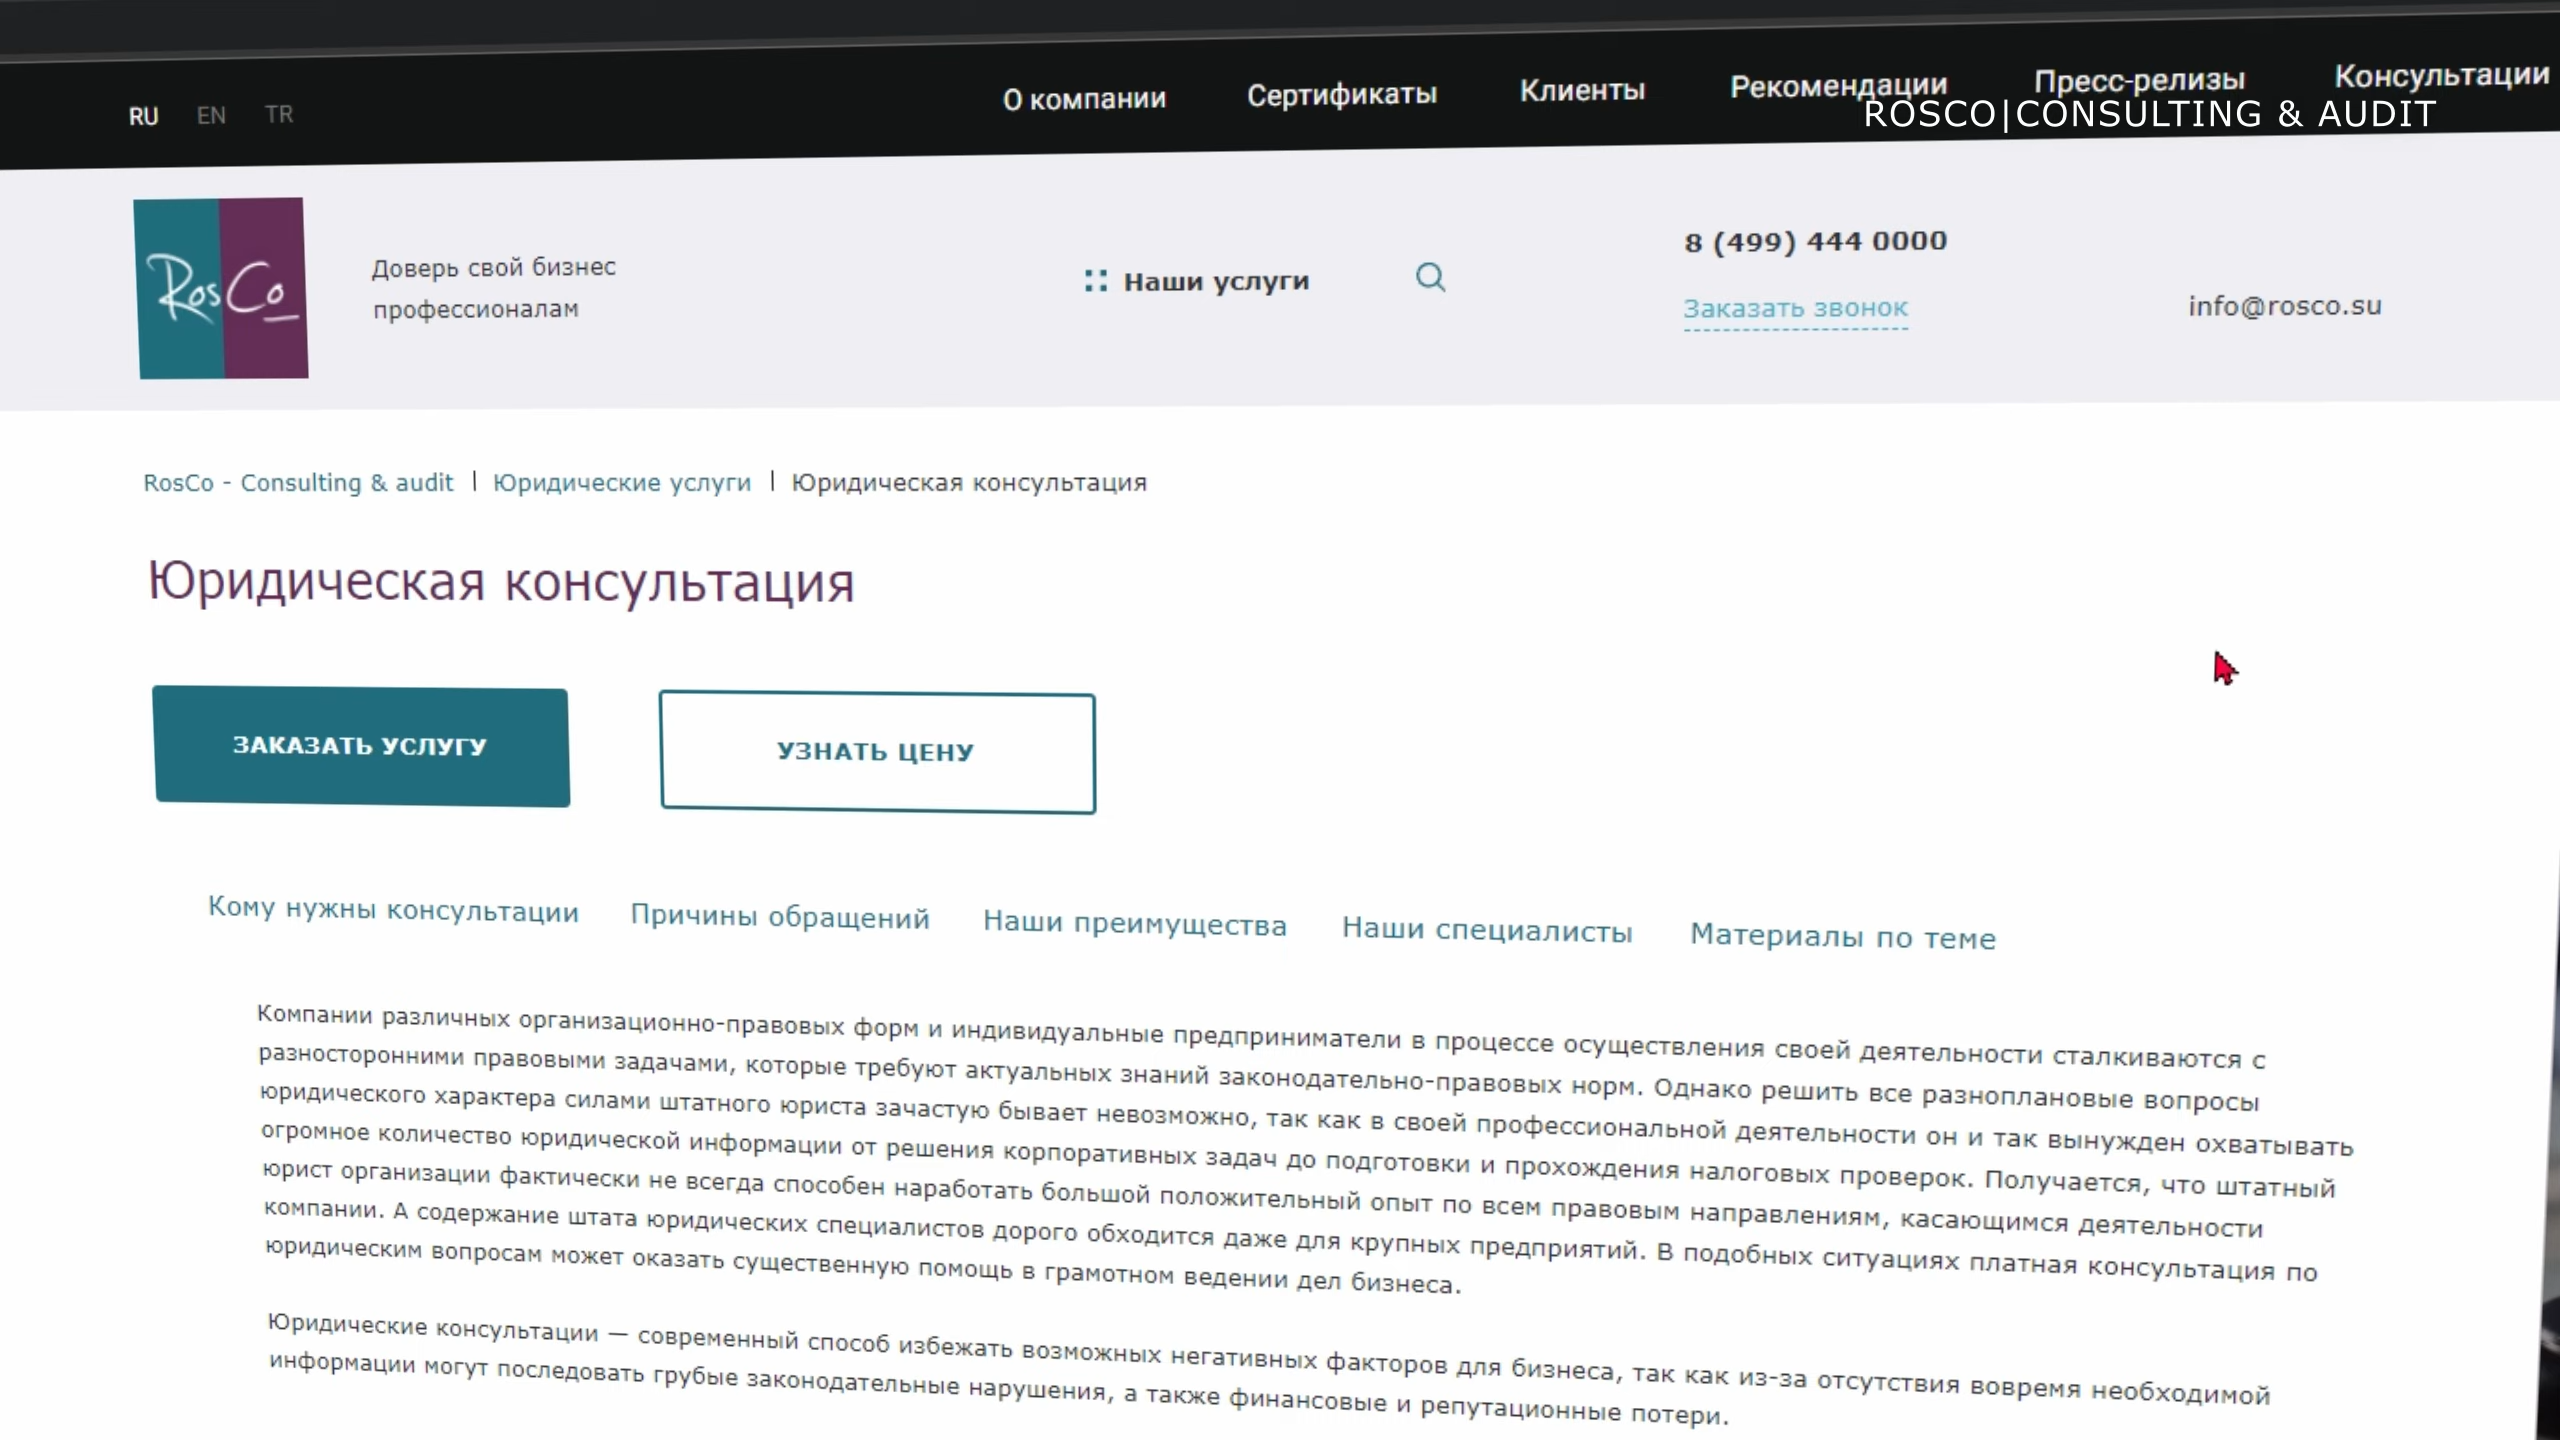 RU EN TR
О компании Сертификаты Клиенты Рекомендации Пресс-релизы Консультации
ROSCO|CONSULTING & AUDIT
RosCo
Доверь свой бизнес
профессионалам
Наши услуги
8 (499) 444 0000
Заказать звонок
info@rosco.su
RosCo - Consulting & audit | Юридические услуги | Юридическая консультация
Юридическая консультация
ЗАКАЗАТЬ УСЛУГУ
УЗНАТЬ ЦЕНУ
Кому нужны консультации Причины обращений Наши преимущества Наши специалисты Материалы по теме
Компании различных организационно-правовых форм и индивидуальные предприниматели в процессе осуществления своей деятельности сталкиваются с
разносторонними правовыми задачами, которые требуют актуальных знаний законодательно-правовых норм. Однако решить все разноплановые вопросы
юридического характера силами штатного юриста зачастую бывает невозможно, так как в своей профессиональной деятельности он и так вынужден охватывать
огромное количество юридической информации от решения корпоративных задач до подготовки и прохождения налоговых проверок. Получается, что штатный
юрист организации фактически не всегда способен наработать большой положительный опыт по всем правовым направлениям, касающимся деятельности
компании. А содержание штата юридических специалистов дорого обходится даже для крупных предприятий. В подобных ситуациях платная консультация по
юридическим вопросам может оказать существенную помощь в грамотном ведении дел бизнеса.
Юридические консультации — современный способ избежать возможных негативных факторов для бизнеса, так как из-за отсутствия вовремя необходимой
информации могут последовать грубые законодательные нарушения, а также финансовые и репутационные потери.